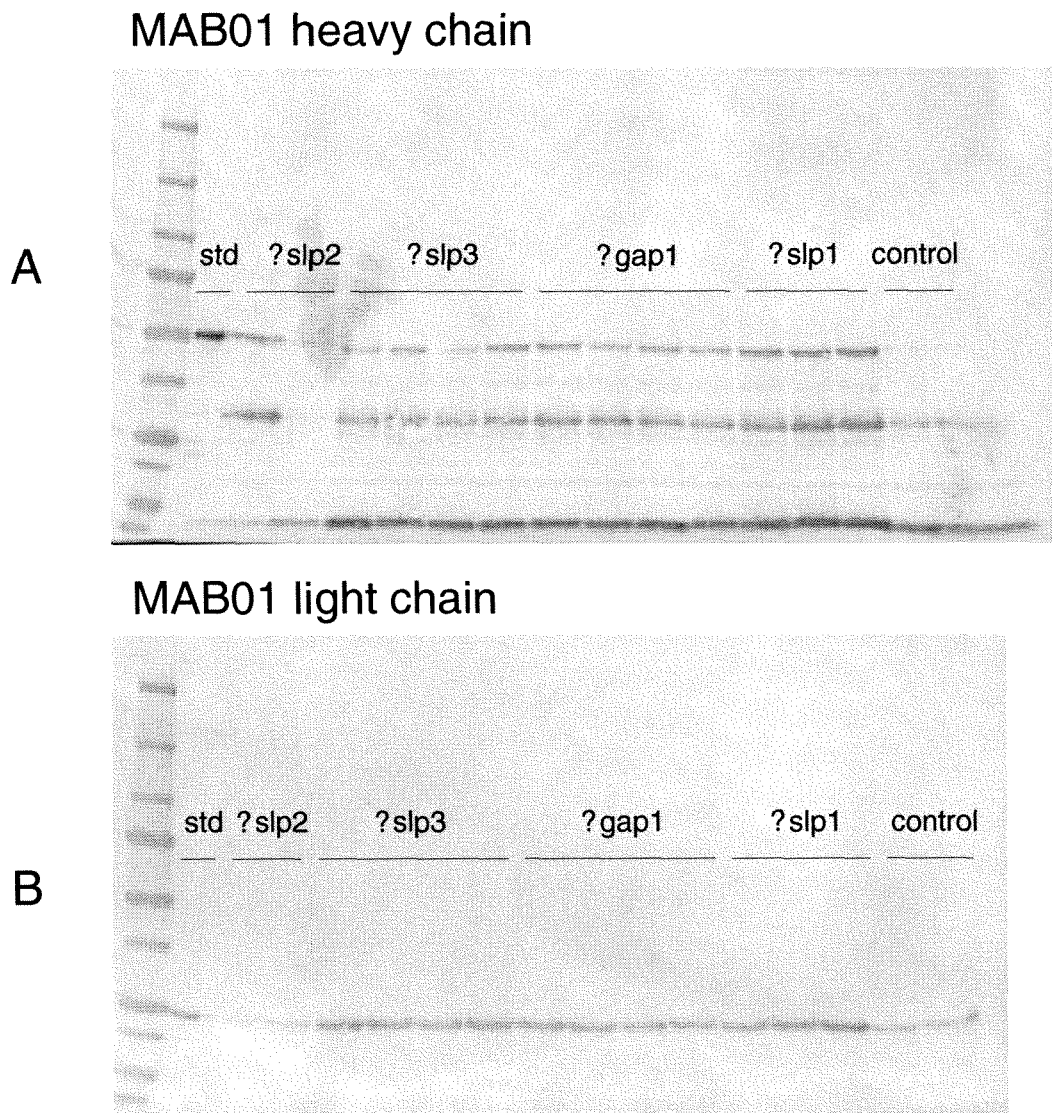 MAB01 heavy chain
A
std ?slp2 ?slp3 ?gap1 ?slp1 control
MAB01 light chain
B
std ?slp2 ?slp3 ?gap1 ?slp1 control